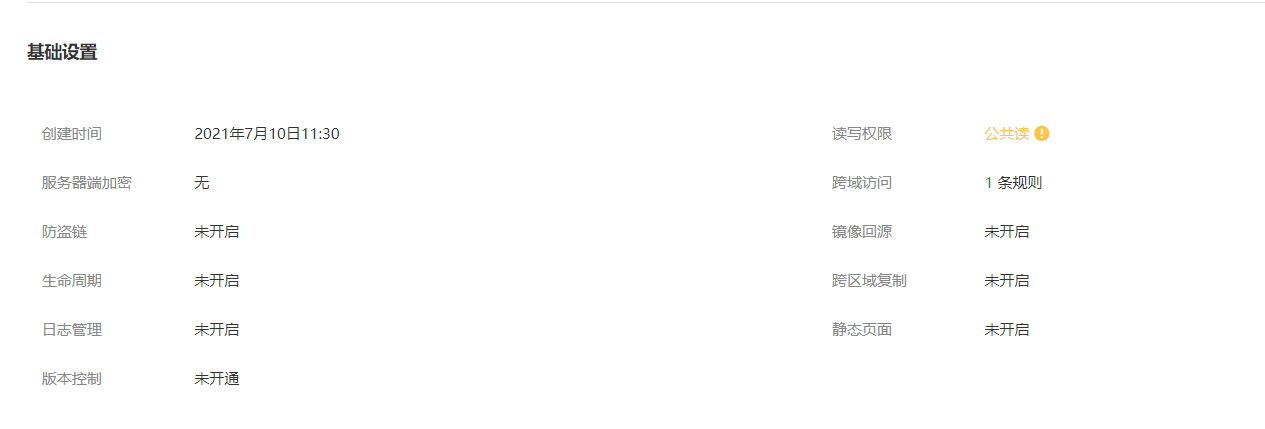 基础设置
创建时间 2021年7月10日11:30 读写权限 公共读
服务器端加密 无 跨域访问 1 条规则
防盗链 未开启 镜像回源 未开启
生命周期 未开启 跨区域复制 未开启
日志管理 未开启 静态页面 未开启
版本控制 未开通